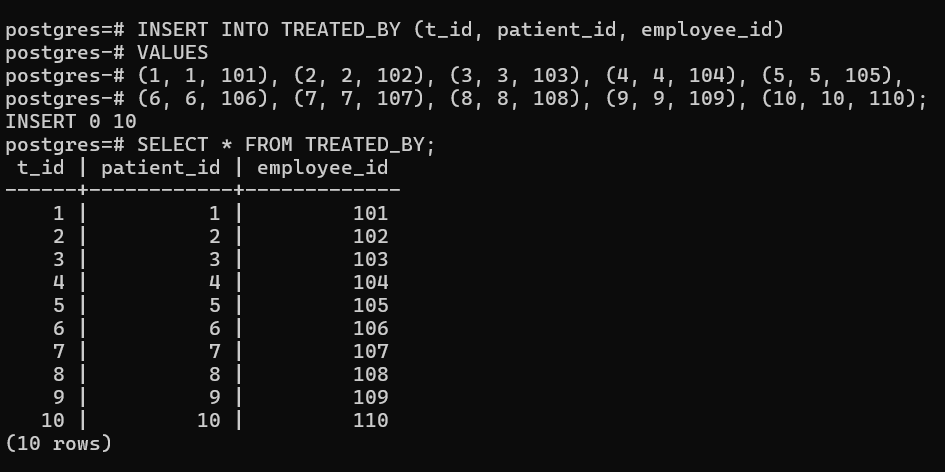 postgres=# INSERT INTO TREATED_BY (t_id, patient_id, employee_id)
postgres-# VALUES
postgres-# (1, 1, 101), (2, 2, 102), (3, 3, 103), (4, 4, 104), (5, 5, 105),
postgres-# (6, 6, 106), (7, 7, 107), (8, 8, 108), (9, 9, 109), (10, 10, 110);
INSERT 0 10
postgres=# SELECT * FROM TREATED_BY;
 t_id | patient_id | employee_id
------+------------+-------------
    1 |          1 |         101
    2 |          2 |         102
    3 |          3 |         103
    4 |          4 |         104
    5 |          5 |         105
    6 |          6 |         106
    7 |          7 |         107
    8 |          8 |         108
    9 |          9 |         109
   10 |         10 |         110
(10 rows)